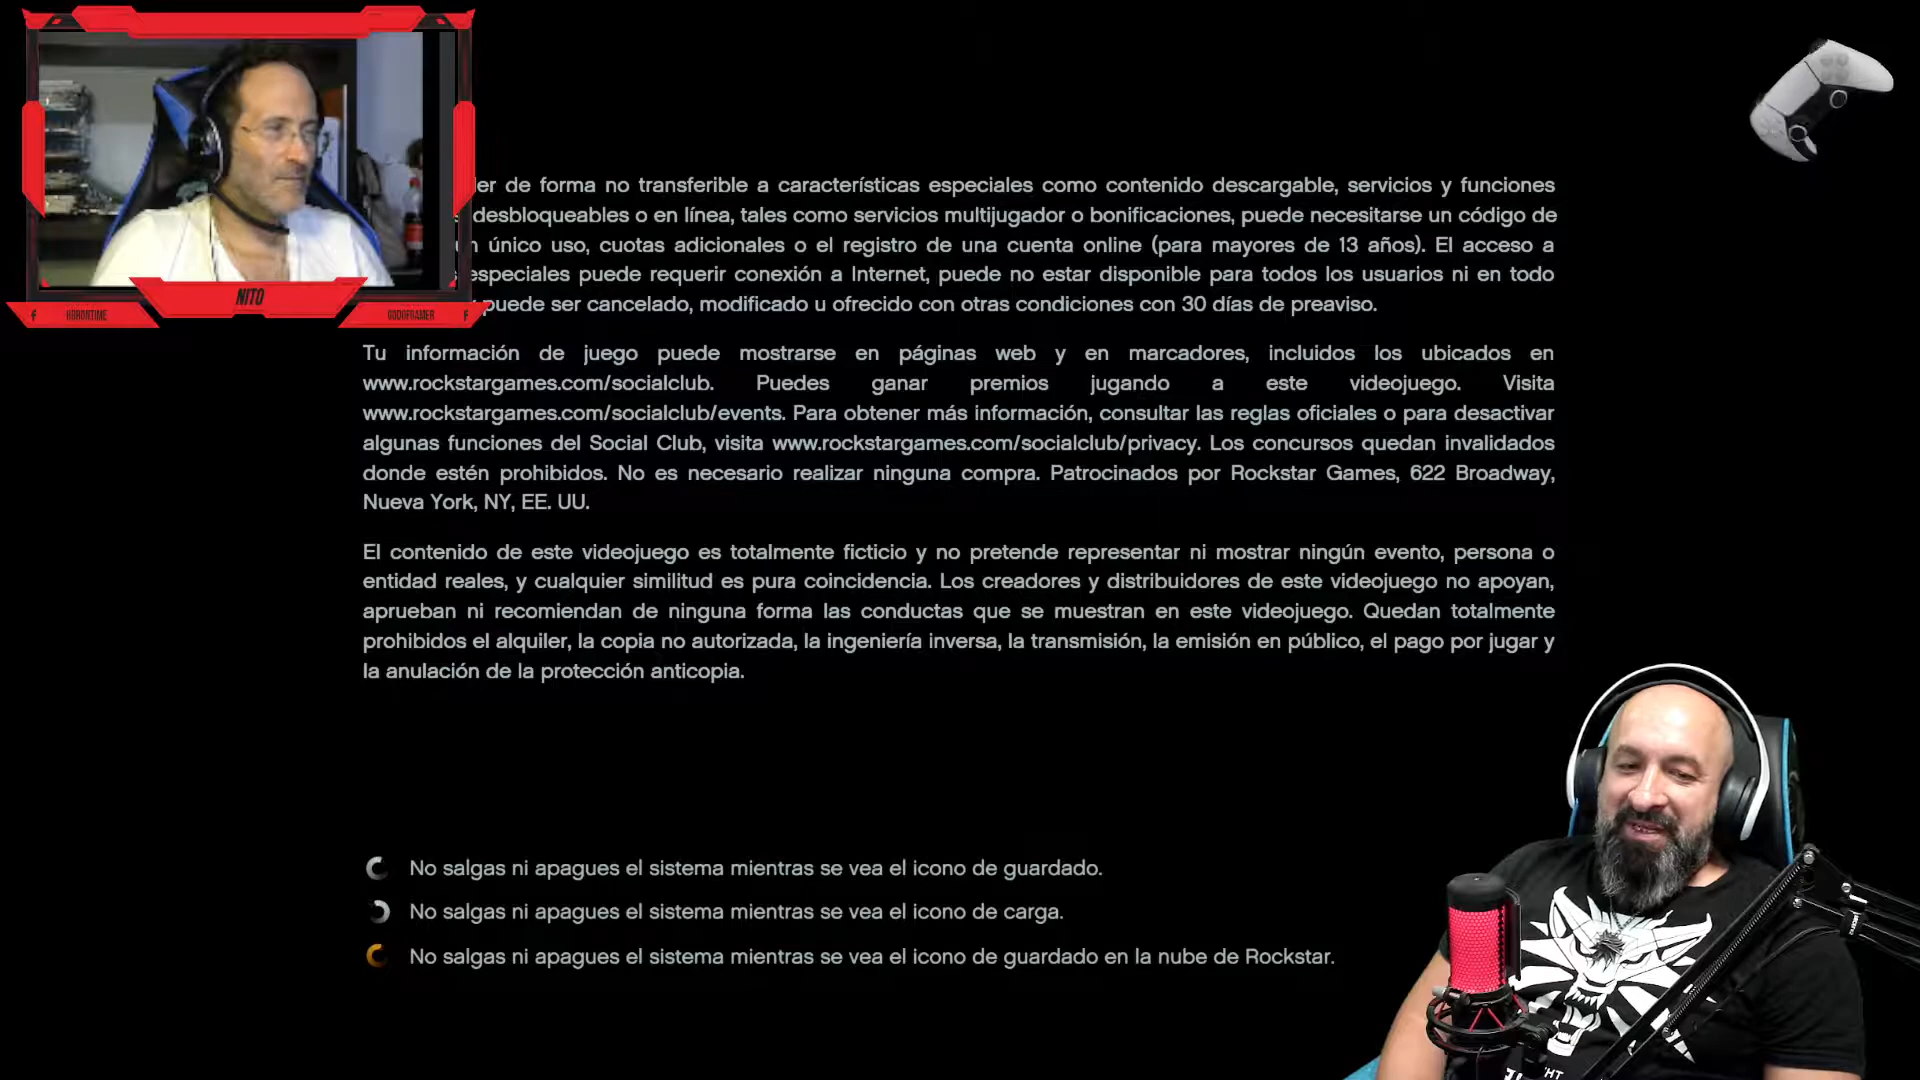 er de forma no transferible a características especiales como contenido descargable, servicios y funciones
desbloqueables o en línea, tales como servicios multijugador o bonificaciones, puede necesitarse un código de
único uso, cuotas adicionales o el registro de una cuenta online (para mayores de 13 años). El acceso a
especiales puede requerir conexión a Internet, puede no estar disponible para todos los usuarios ni en todo
puede ser cancelado, modificado u ofrecido con otras condiciones con 30 días de preaviso.
NITO
GODOFGAMER
Tu información de juego puede mostrarse en páginas web y en marcadores, incluidos los ubicados en
www.rockstargames.com/socialclub. Puedes ganar premios jugando a este videojuego. Visita
www.rockstargames.com/socialclub/events. Para obtener más información, consultar las reglas oficiales o para desactivar
algunas funciones del Social Club, visita www.rockstargames.com/socialclub/privacy. Los concursos quedan invalidados
donde estén prohibidos. No es necesario realizar ninguna compra. Patrocinados por Rockstar Games, 622 Broadway,
Nueva York, NY, EE. UU.
El contenido de este videojuego es totalmente ficticio y no pretende representar ni mostrar ningún evento, persona o
entidad reales, y cualquier similitud es pura coincidencia. Los creadores y distribuidores de este videojuego no apoyan,
aprueban ni recomiendan de ninguna forma las conductas que se muestran en este videojuego. Quedan totalmente
prohibidos el alquiler, la copia no autorizada, la ingeniería inversa, la transmisión, la emisión en público, el pago por jugar y
la anulación de la protección anticopia.
No salgas ni apagues el sistema mientras se vea el icono de guardado.
No salgas ni apagues el sistema mientras se vea el icono de carga.
No salgas ni apagues el sistema mientras se vea el icono de guardado en la nube de Rockstar.